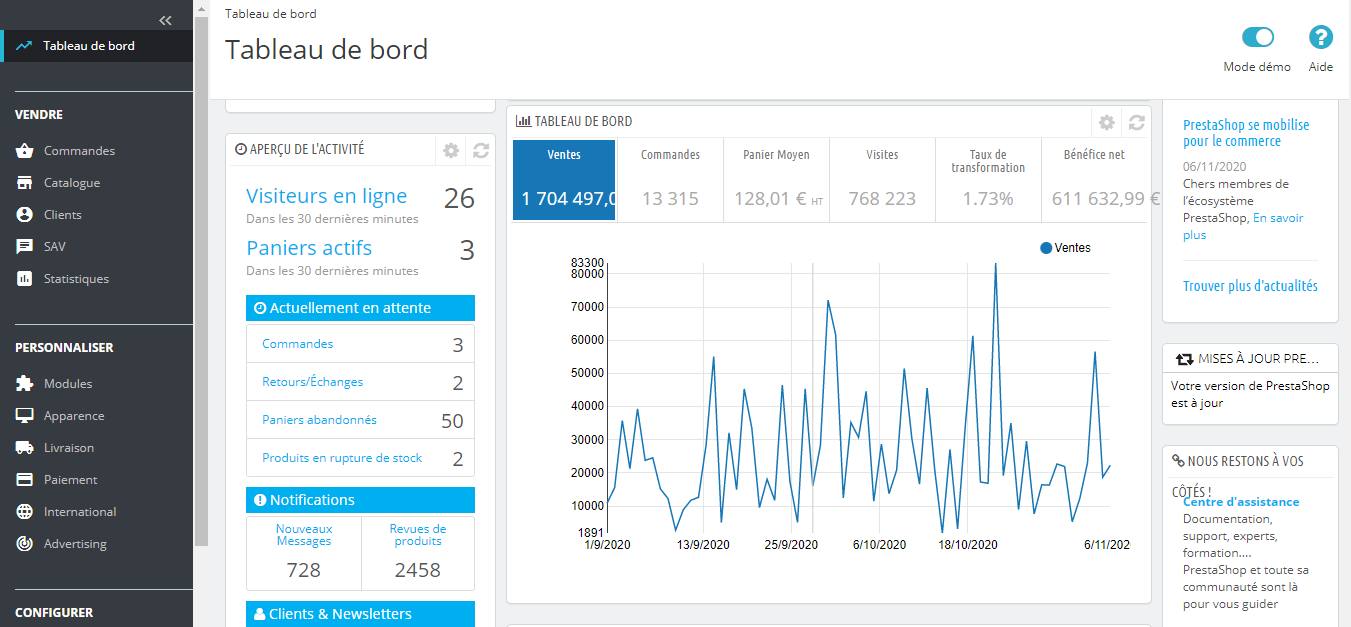 Tableau de bord
VENDRE
Commandes
Catalogue
Clients
SAV
Statistiques
PERSONNALISER
Modules
Apparence
Livraison
Paiement
International
Advertising
CONFIGURER
Tableau de bord
Tableau de bord
Mode démo
Aide
APERÇU DE L'ACTIVITÉ
Visiteurs en ligne 26
Dans les 30 dernières minutes
Paniers actifs 3
Dans les 30 dernières minutes
Actuellement en attente
Commandes 3
Retours/Échanges 2
Paniers abandonnés 50
Produits en rupture de stock 2
Notifications
Nouveaux
Messages
728
Revues de
produits
2458
Clients & Newsletters
TABLEAU DE BORD
Ventes
1 704 497,0
Commandes
13 315
Panier Moyen
128,01 € HT
Visites
768 223
Taux de
transformation
1.73%
Bénéfice net
611 632,99 €
Ventes
83300
80000
70000
60000
50000
40000
30000
20000
10000
1891
1/9/2020 13/9/2020 25/9/2020 6/10/2020 18/10/2020 6/11/202
PrestaShop se mobilise
pour le commerce
06/11/2020
Chers membres de
l'écosystème
PrestaShop, En savoir
plus
Trouver plus d'actualités
MISES À JOUR PRE...
Votre version de PrestaShop
est à jour
NOUS RESTONS À VOS
CÔTÉS !
Centre d'assistance
Documentation,
support, experts,
formation....
PrestaShop et toute sa
communauté sont là
pour vous guider